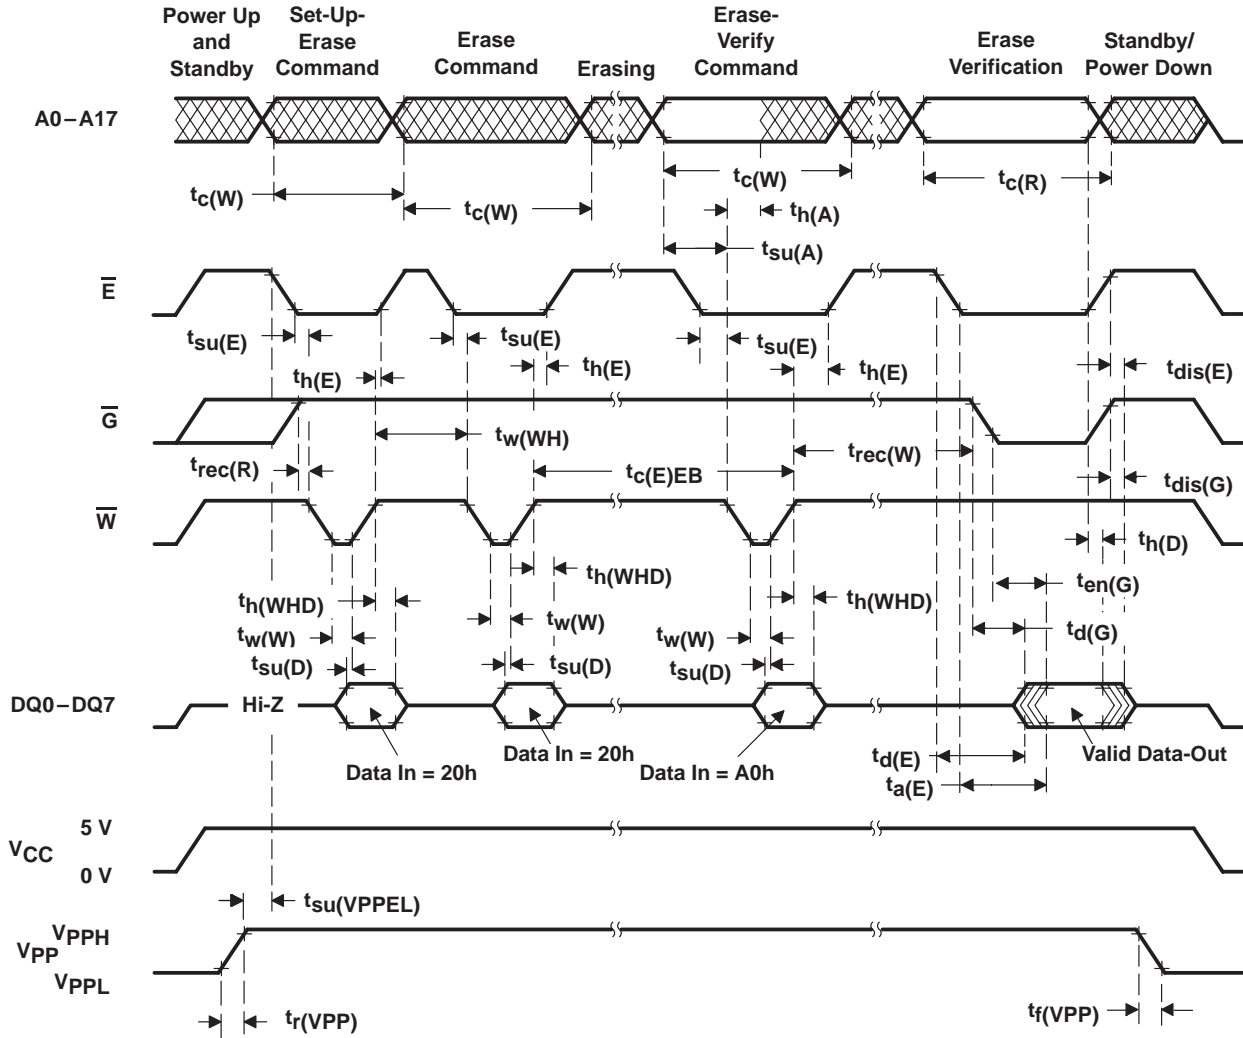 Power Up
and
Standby
Set-Up-
Erase
Command
Erase
Command
Erasing
Erase-
Verify
Command
Erase
Verification
Standby/
Power Down
A0–A17
tc(W)
tc(W)
tc(W)
tc(R)
th(A)
tsu(A)
E
tsu(E)
tsu(E)
tsu(E)
th(E)
th(E)
th(E)
tdis(E)
G
tw(WH)
trec(R)
trec(W)
tc(E)EB
tdis(G)
W
th(D)
th(WHD)
th(WHD)
th(WHD)
ten(G)
tw(W)
tw(W)
tw(W)
td(G)
tsu(D)
tsu(D)
tsu(D)
DQ0–DQ7
Hi-Z
Data In = 20h
Data In = 20h
Data In = A0h
Valid Data-Out
td(E)
ta(E)
5 V
VCC
0 V
tsu(VPPEL)
VPPH
VPP
VPPL
tr(VPP)
tf(VPP)